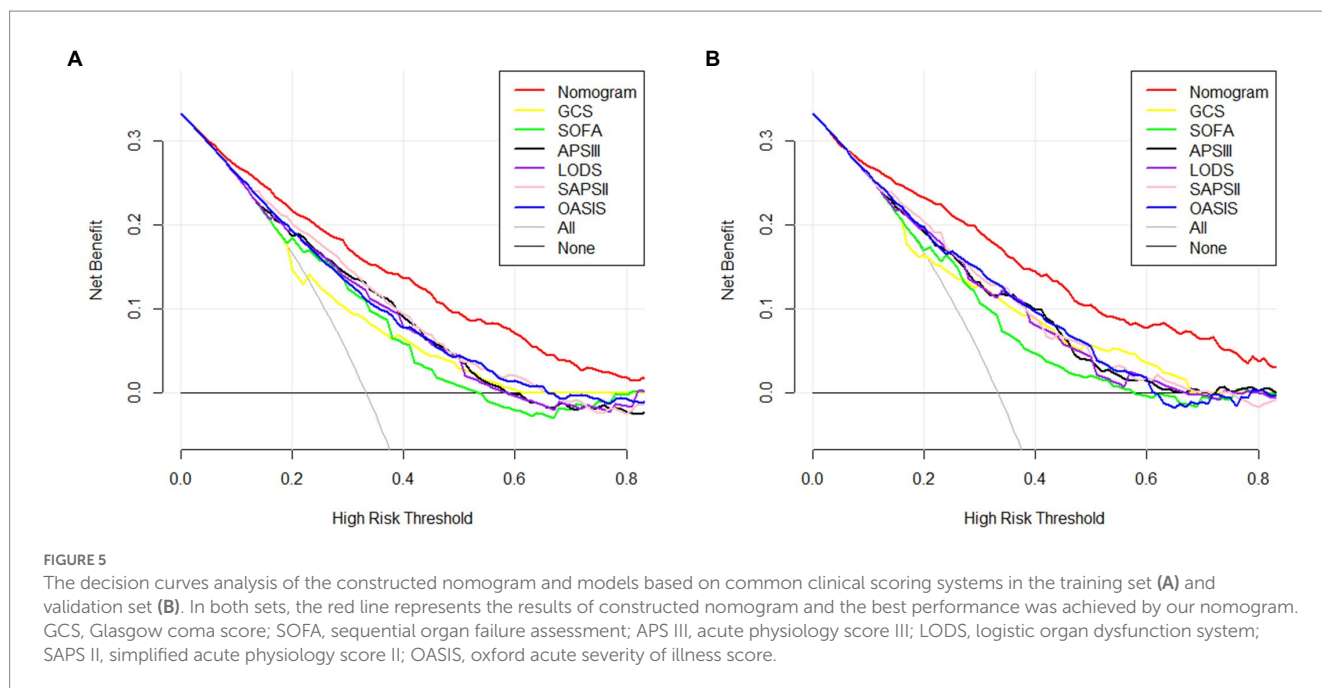 A
Nomogram
GCS
SOFA
APSIII
LODS
SAPSII
OASIS
All
None
Net Benefit
0.3
0.2
0.1
0.0
0.0 0.2 0.4 0.6 0.8
High Risk Threshold
B
Nomogram
GCS
SOFA
APSIII
LODS
SAPSII
OASIS
All
None
Net Benefit
0.3
0.2
0.1
0.0
0.0 0.2 0.4 0.6 0.8
High Risk Threshold
FIGURE 5
The decision curves analysis of the constructed nomogram and models based on common clinical scoring systems in the training set (A) and
validation set (B). In both sets, the red line represents the results of constructed nomogram and the best performance was achieved by our nomogram.
GCS, Glasgow coma score; SOFA, sequential organ failure assessment; APS III, acute physiology score III; LODS, logistic organ dysfunction system;
SAPS II, simplified acute physiology score II; OASIS, oxford acute severity of illness score.